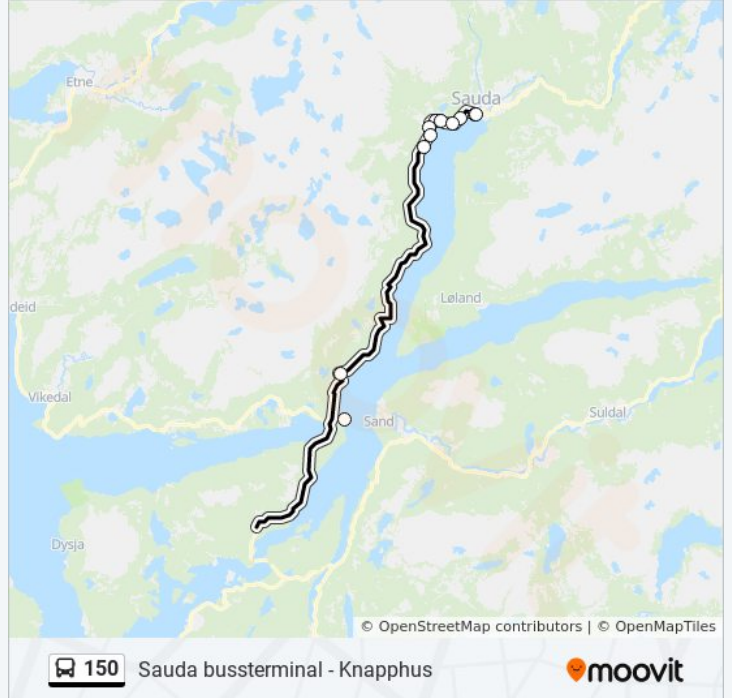 Etne
Sauda
Løland
deid
Vikedal
Sand
Suldal
Dysja
© OpenStreetMap contributors | © OpenMapTiles
150 Sauda bussterminal - Knapphus moovit